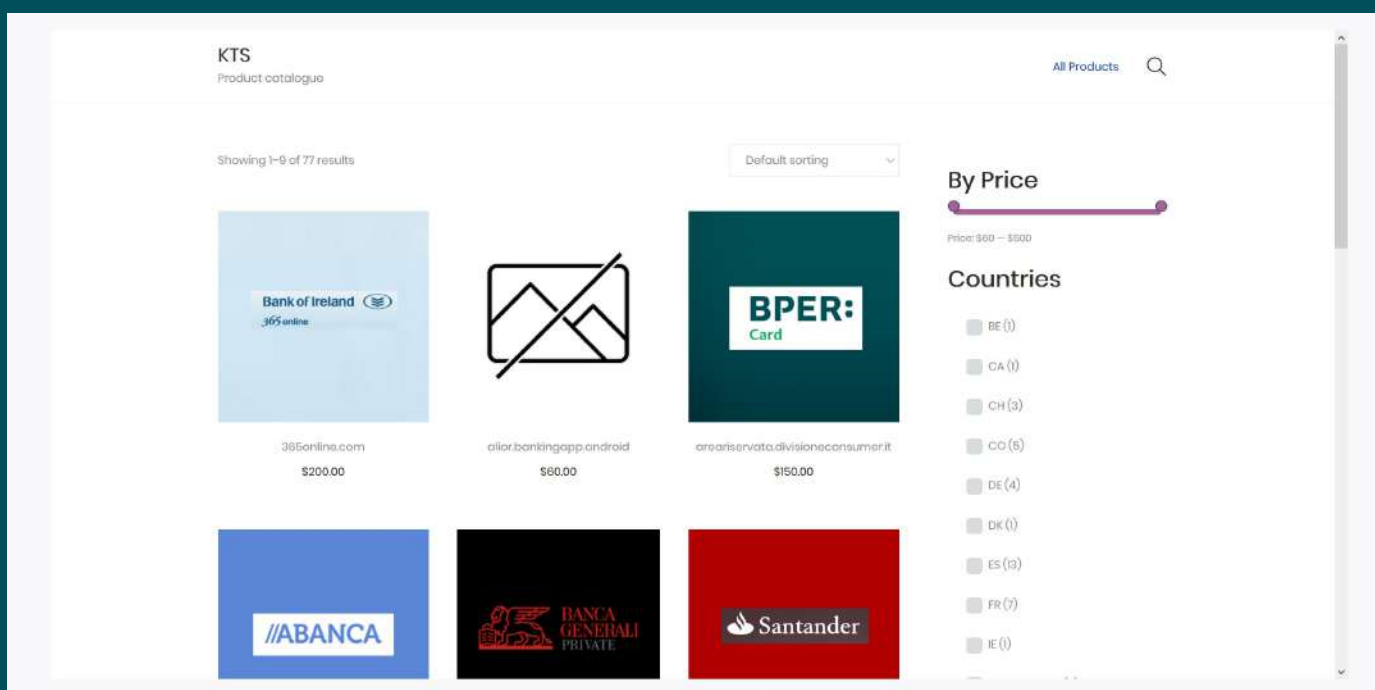 KTS
Product catalogue
All Products
Showing 1–9 of 77 results
Default sorting
By Price
Price: $60 — $500
Countries
BE (1)
CA (1)
CH (3)
CO (5)
DE (4)
DK (1)
ES (13)
FR (7)
IE (1)
Bank of Ireland
365 online
BPER:
Card
365online.com
$200.00
alior.bankingapp.android
$60.00
areariservata.divisioneconsumer.it
$150.00
//ABANCA
BANCA
GENERALI
PRIVATE
Santander